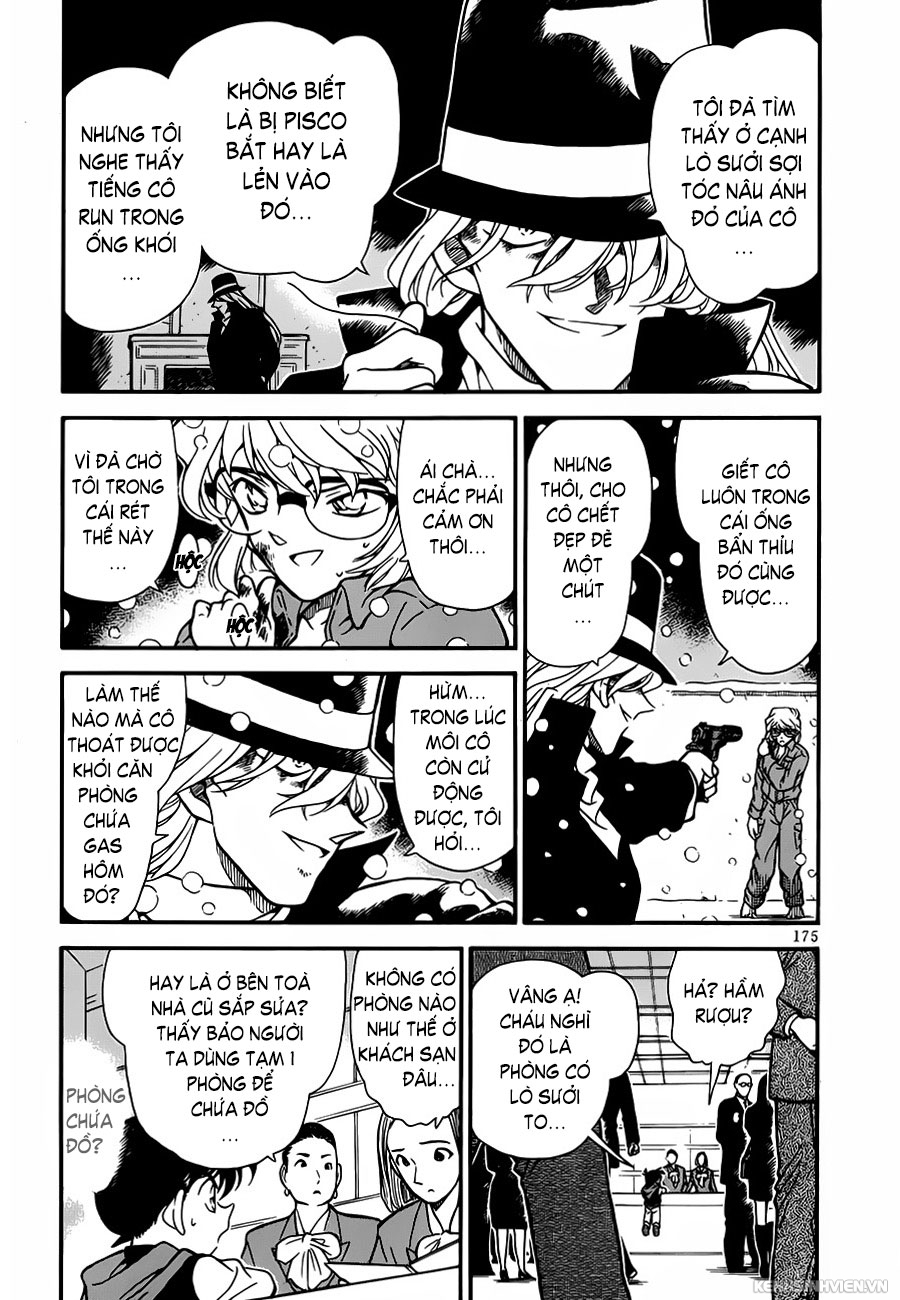 TÔI ĐÀ TÌM
THẤY Ở CẠNH
LÒ SƯỞI SỢI
TÓC NÂU ÁNH
ĐỎ CỦA CÔ
...
KHÔNG BIẾT
LÀ BỊ PISCO
BẮT HAY LÀ
LÉN VÀO
ĐÓ...
NHƯNG TÔI
NGHE THẤY
TIẾNG CÔ
RUN TRONG
ỐNG KHÓI
...
GIẾT CÔ
LUÔN TRONG
CÁI ỐNG
BẨN THỈU
ĐÓ CŨNG
ĐƯỢC...
NHƯNG
THÔI, CHO
CÔ CHẾT
ĐẸP ĐẼ
MỘT
CHÚT
...
ÁI CHÀ...
CHẮC PHẢI
CẢM ƠN
THÔI...
VÌ ĐÀ CHỜ
TÔI TRONG
CÁI RÉT
THẾ NÀY
...
HỘC
HỘC
HỪM...
TRONG LÚC
MÔI CÔ
CÒN CỬ
ĐỘNG
ĐƯỢC, TÔI
HỎI...
LÀM THẾ
NÀO MÀ CÔ
THOÁT ĐƯỢC
KHỎI CĂN
PHÒNG
CHỨA
GAS
HÔM
ĐÓ?
175
HẢ? HẦM
RƯỢU?
VÂNG Ạ!
CHÁU NGHĨ
ĐÓ LÀ
PHÒNG CÓ
LÒ SƯỞI
TO...
KHÔNG CÓ
PHÒNG NÀO
NHƯ THẾ Ở
KHÁCH SẠN
ĐÂU...
HAY LÀ Ở BÊN TOÀ
NHÀ CŨ SẮP SỬA?
THẤY BẢO NGƯỜI
TA DÙNG TẠM 1
PHÒNG ĐỂ
CHỨA ĐỒ
...
PHÒNG
CHỨA
ĐỒ?
KENHSINHVIEN.VN